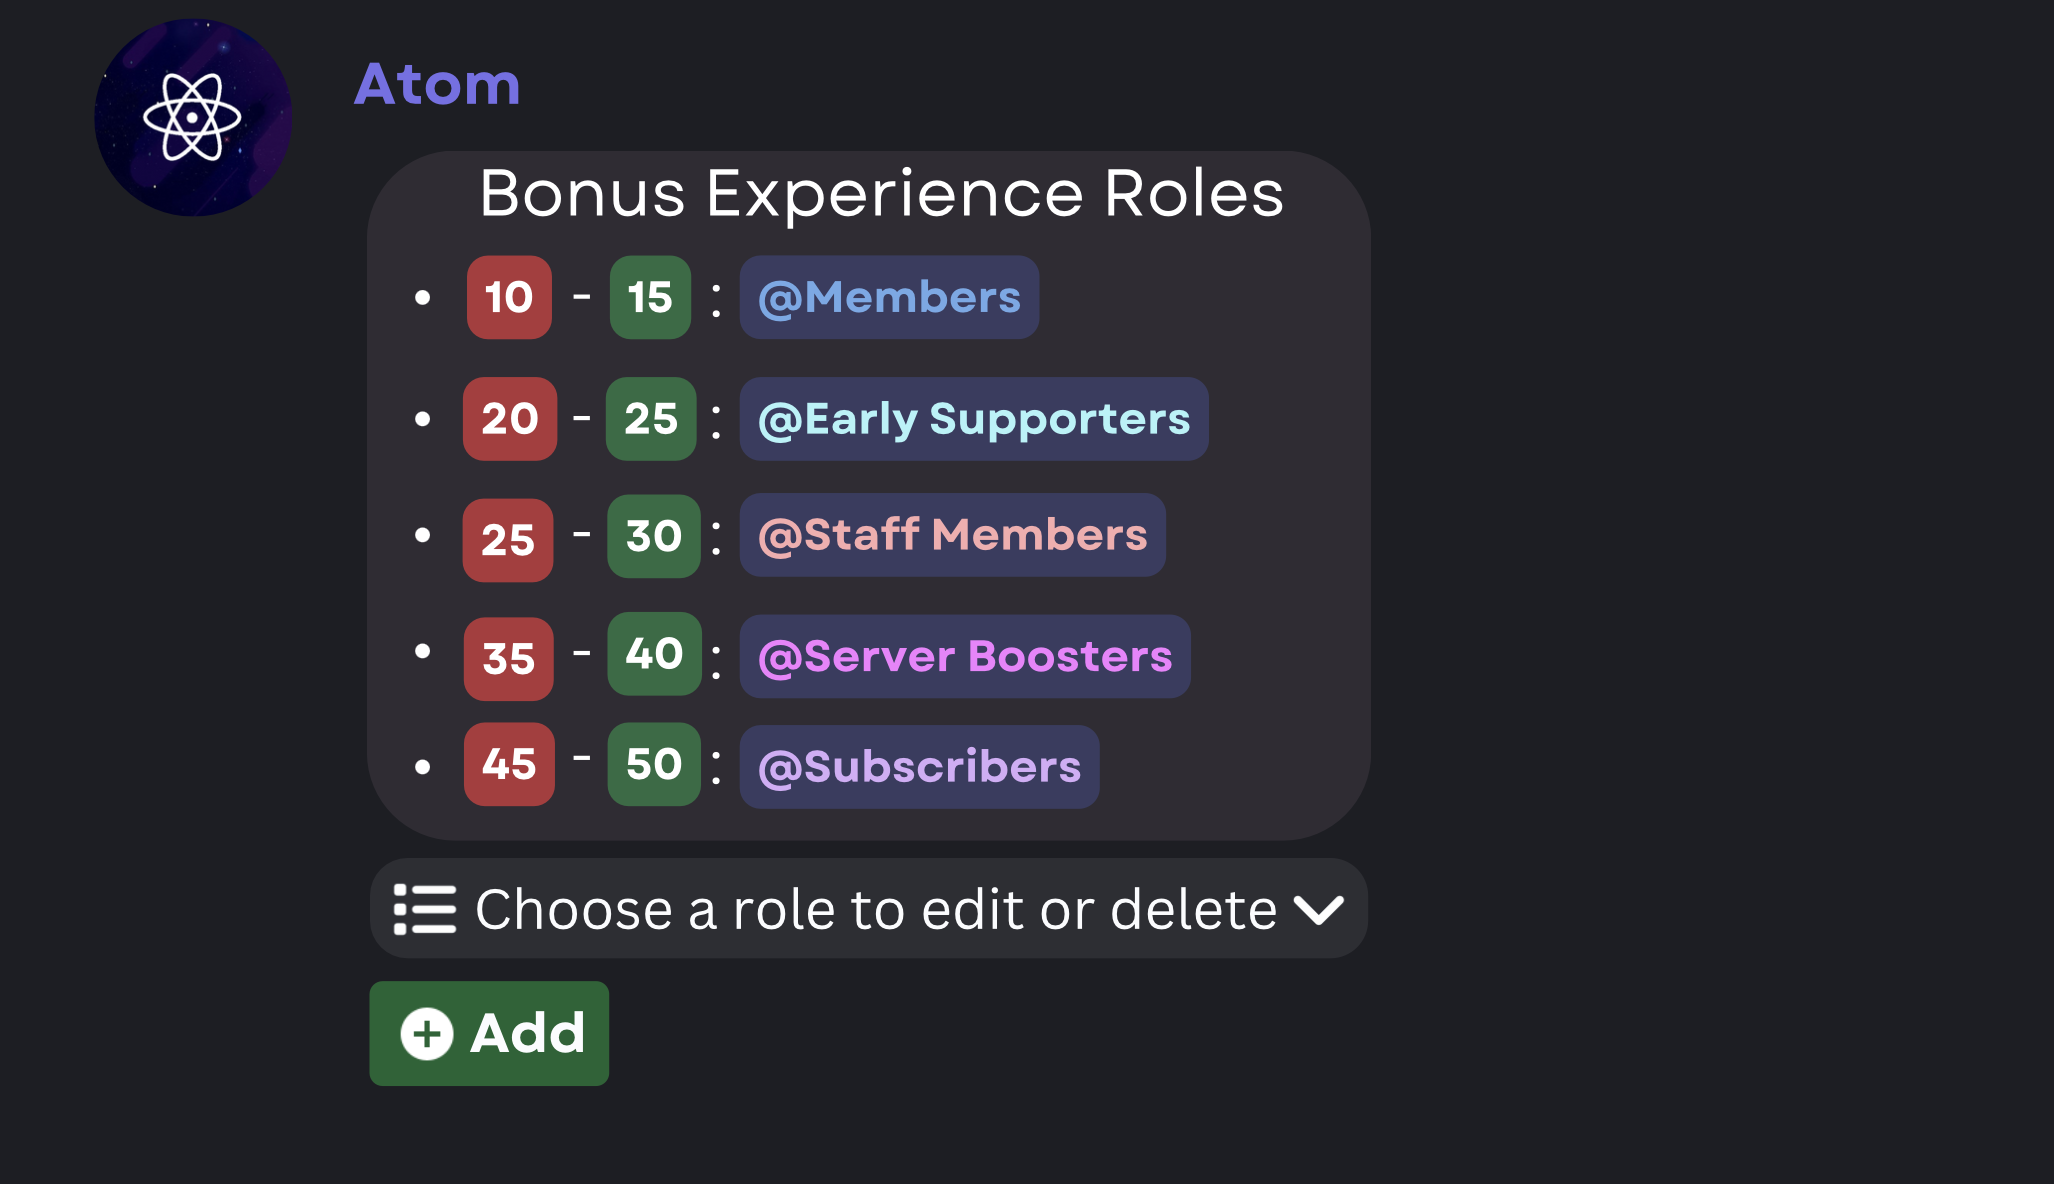 Atom
Bonus Experience Roles
• 10 - 15 : @Members
• 20 - 25 : @Early Supporters
• 25 - 30 : @Staff Members
• 35 - 40 : @Server Boosters
• 45 - 50 : @Subscribers
Choose a role to edit or delete
Add